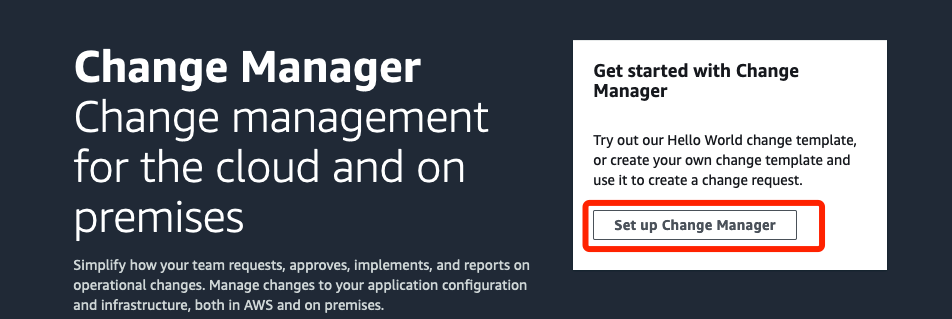 Change Manager
Change management
for the cloud and on
premises
Simplify how your team requests, approves, implements, and reports on
operational changes. Manage changes to your application configuration
and infrastructure, both in AWS and on premises.
Get started with Change
Manager
Try out our Hello World change template,
or create your own change template and
use it to create a change request.
Set up Change Manager